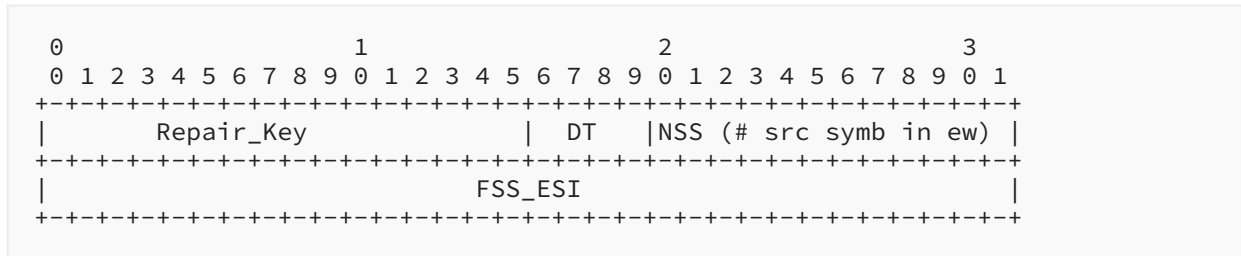 0                   1                   2                   3
 0 1 2 3 4 5 6 7 8 9 0 1 2 3 4 5 6 7 8 9 0 1 2 3 4 5 6 7 8 9 0 1
+-+-+-+-+-+-+-+-+-+-+-+-+-+-+-+-+-+-+-+-+-+-+-+-+-+-+-+-+-+-+-+-+
|       Repair_Key              |  DT   |NSS (# src symb in ew) |
+-+-+-+-+-+-+-+-+-+-+-+-+-+-+-+-+-+-+-+-+-+-+-+-+-+-+-+-+-+-+-+-+
|                            FSS_ESI                            |
+-+-+-+-+-+-+-+-+-+-+-+-+-+-+-+-+-+-+-+-+-+-+-+-+-+-+-+-+-+-+-+-+